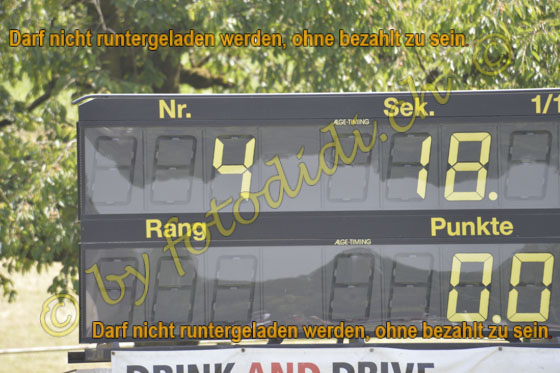 Darf nicht runtergeladen werden, ohne bezahlt zu sein.
Nr. Sek. 1/1
ALGE-TIMING
4 18.
© by fotodidi.ch ©
Rang Punkte
ALGE-TIMING
0.0
Darf nicht runtergeladen werden, ohne bezahlt zu sein.
DRINK AND DRIVE